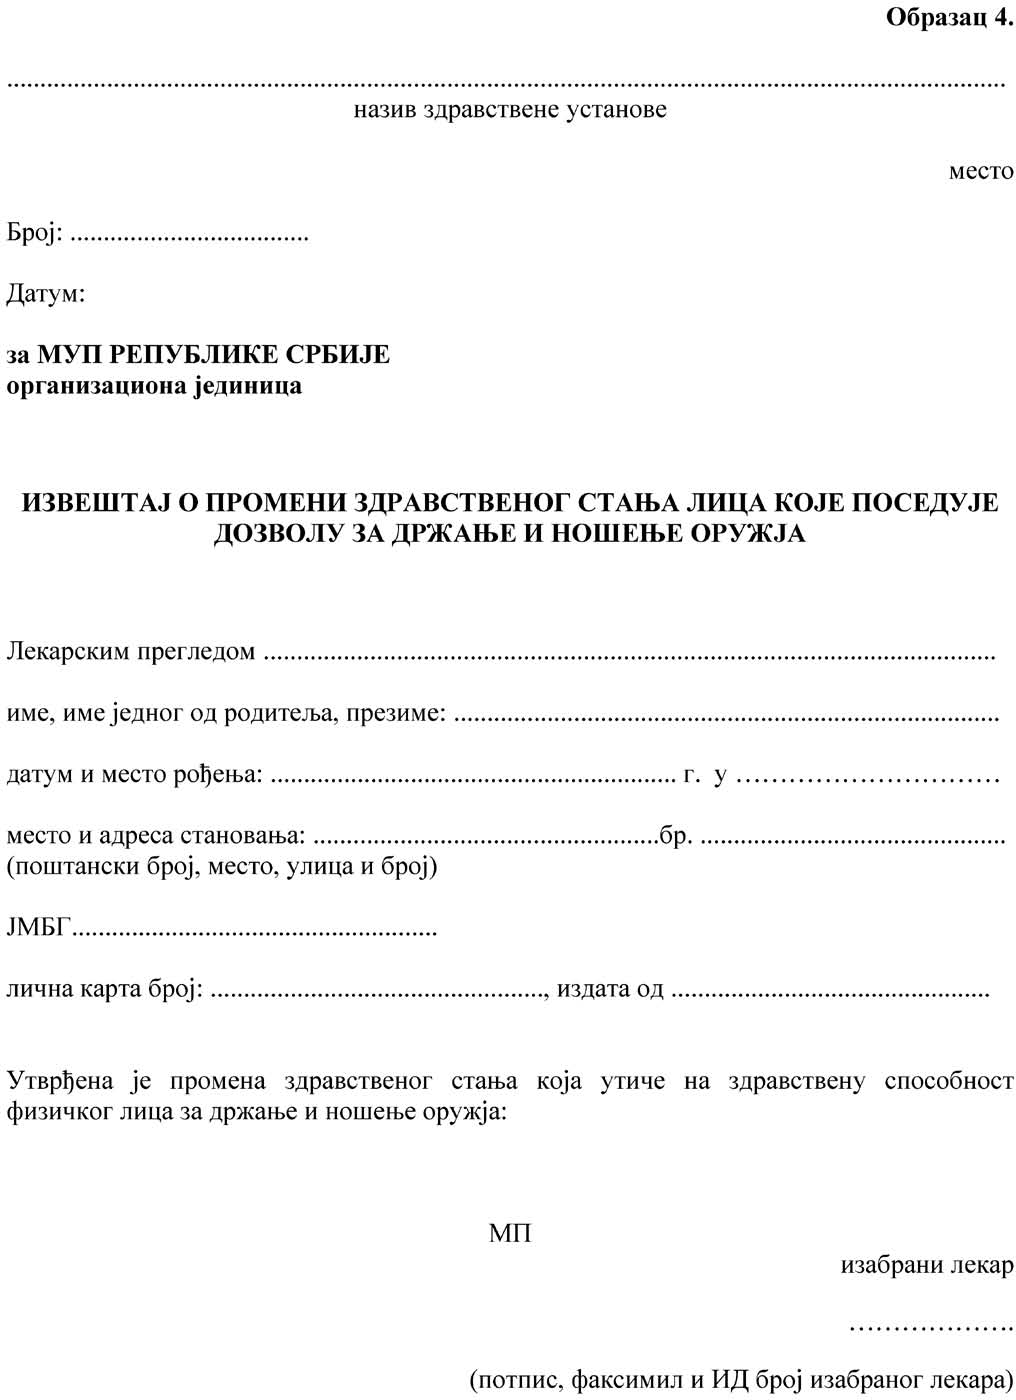 Образац 4.
....................................................................................................................................................
назив здравствене установе
место
Број: ....................................
Датум:
за МУП РЕПУБЛИКЕ СРБИЈЕ
организациона јединица
ИЗВЕШТАЈ О ПРОМЕНИ ЗДРАВСТВЕНОГ СТАЊА ЛИЦА КОЈЕ ПОСЕДУЈЕ
ДОЗВОЛУ ЗА ДРЖАЊЕ И НОШЕЊЕ ОРУЖЈА
Лекарским прегледом ..............................................................................................................
име, име једног од родитеља, презиме: ..................................................................................
датум и место рођења: ............................................................. г. у …………………………
место и адреса становања: ....................................................бр. ..............................................
(поштански број, место, улица и број)
ЈМБГ.......................................................
лична карта број: .................................................., издата од ................................................
Утврђена је промена здравственог стања која утиче на здравствену способност
физичког лица за држање и ношење оружја:
МП
изабрани лекар
……………….
(потпис, факсимил и ИД број изабраног лекара)